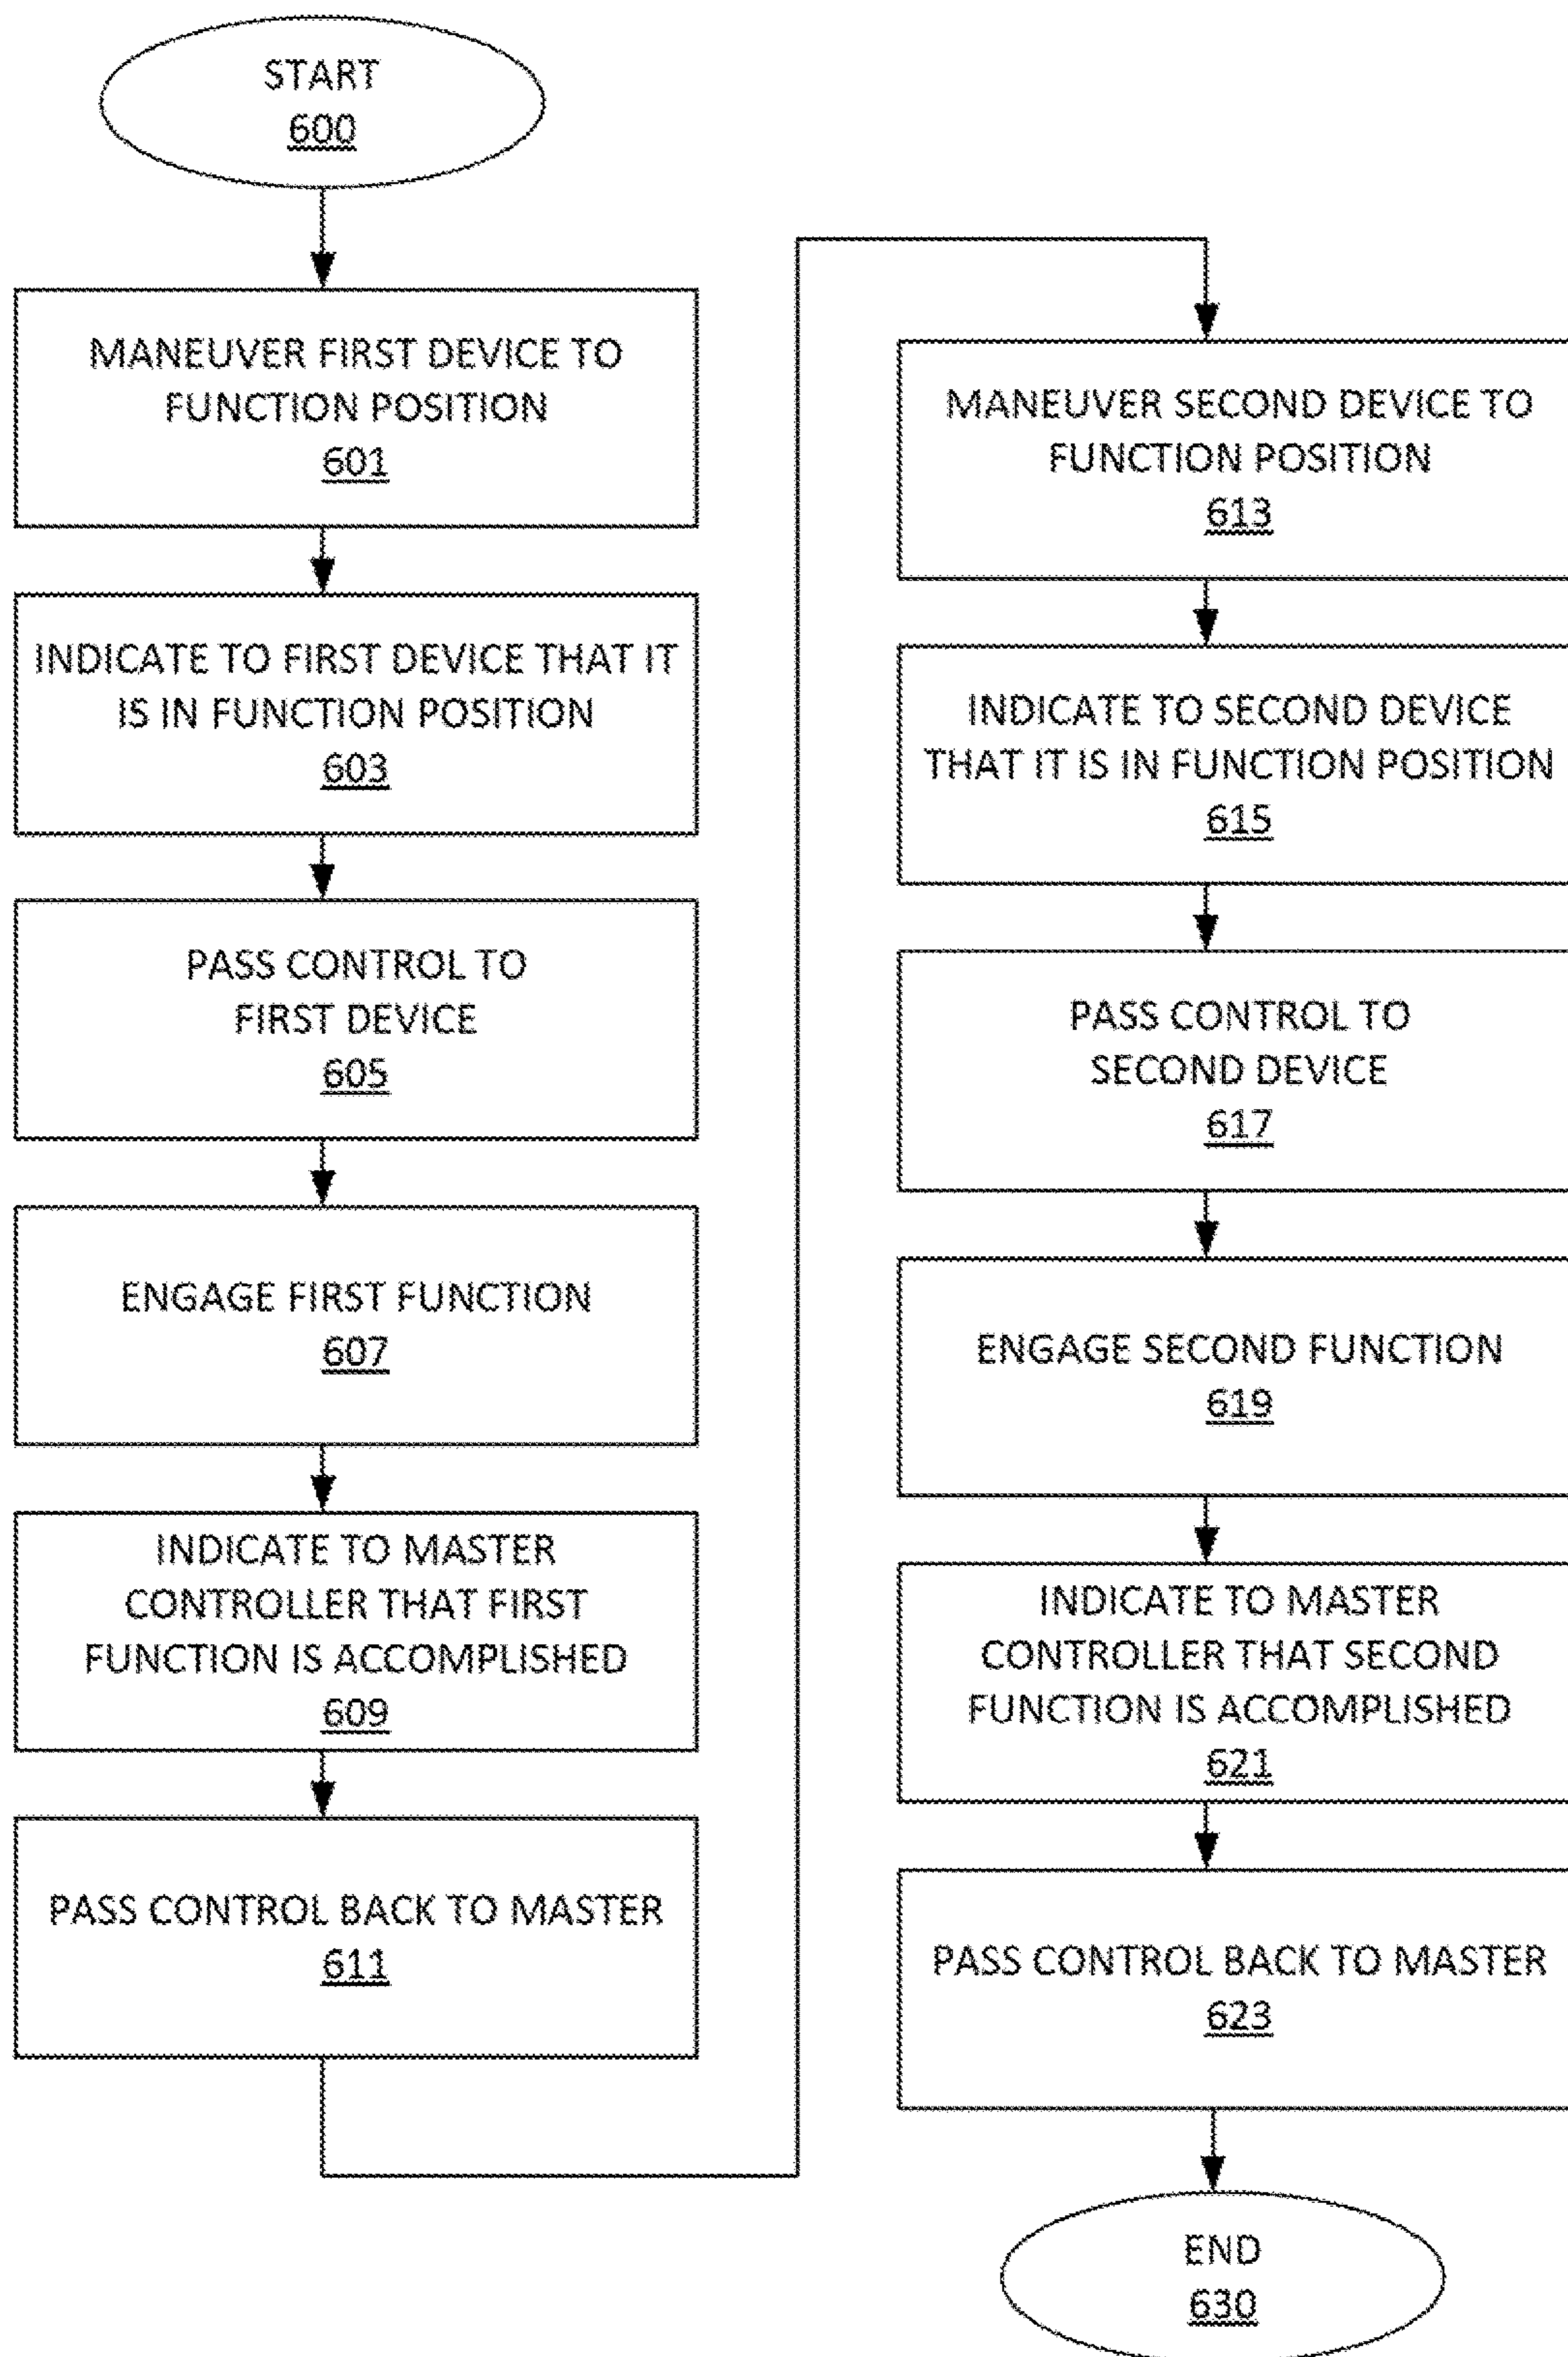 START
600
MANEUVER FIRST DEVICE TO
FUNCTION POSITION
601
INDICATE TO FIRST DEVICE THAT IT
IS IN FUNCTION POSITION
603
PASS CONTROL TO
FIRST DEVICE
605
ENGAGE FIRST FUNCTION
607
INDICATE TO MASTER
CONTROLLER THAT FIRST
FUNCTION IS ACCOMPLISHED
609
PASS CONTROL BACK TO MASTER
611
MANEUVER SECOND DEVICE TO
FUNCTION POSITION
613
INDICATE TO SECOND DEVICE
THAT IT IS IN FUNCTION POSITION
615
PASS CONTROL TO
SECOND DEVICE
617
ENGAGE SECOND FUNCTION
619
INDICATE TO MASTER
CONTROLLER THAT SECOND
FUNCTION IS ACCOMPLISHED
621
PASS CONTROL BACK TO MASTER
623
END
630